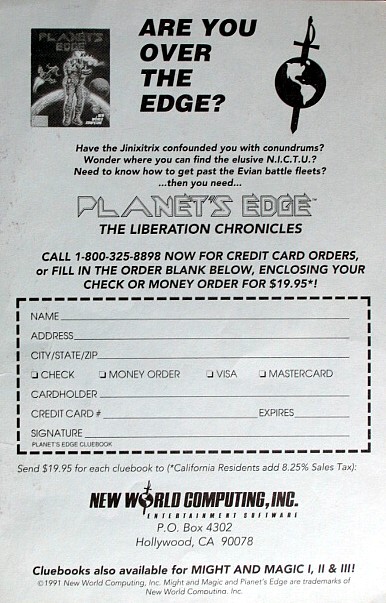 PLANET'S EDGE
ARE YOU
OVER
THE
EDGE?
Have the Jinixitrix confounded you with conundrums?
Wonder where you can find the elusive N.I.C.T.U.?
Need to know how to get past the Evian battle fleets?
...then you need...
PLANET'S EDGE™
THE LIBERATION CHRONICLES
CALL 1-800-325-8898 NOW FOR CREDIT CARD ORDERS,
or FILL IN THE ORDER BLANK BELOW, ENCLOSING YOUR
CHECK OR MONEY ORDER FOR $19.95*!
NAME
ADDRESS
CITY/STATE/ZIP
❑ CHECK ❑ MONEY ORDER ❑ VISA ❑ MASTERCARD
CARDHOLDER
CREDIT CARD # EXPIRES
SIGNATURE
PLANET'S EDGE CLUEBOOK
Send $19.95 for each cluebook to (*California Residents add 8.25% Sales Tax):
NEW WORLD COMPUTING, INC.
ENTERTAINMENT SOFTWARE
P.O. Box 4302
Hollywood, CA 90078
Cluebooks also available for MIGHT AND MAGIC I, II & III!
©1991 New World Computing, Inc. Might and Magic and Planet's Edge are trademarks of
New World Computing, Inc.